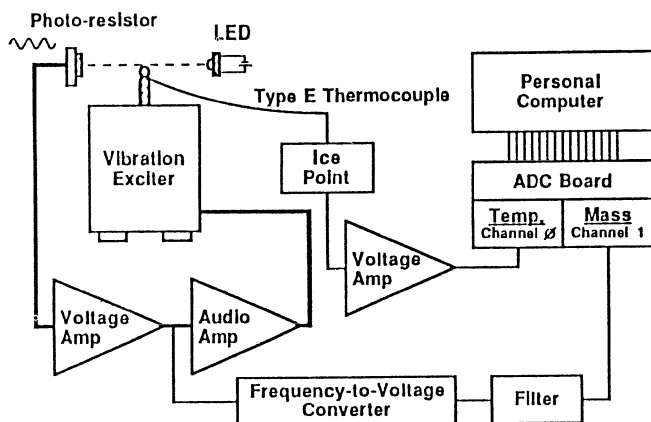 Photo-resistor
LED
Type E Thermocouple
Personal
Computer
Vibration
Exciter
Ice
Point
ADC Board
Temp.
Channel Ø
Mass
Channel 1
Voltage
Amp
Voltage
Amp
Audio
Amp
Frequency-to-Voltage
Converter
Filter